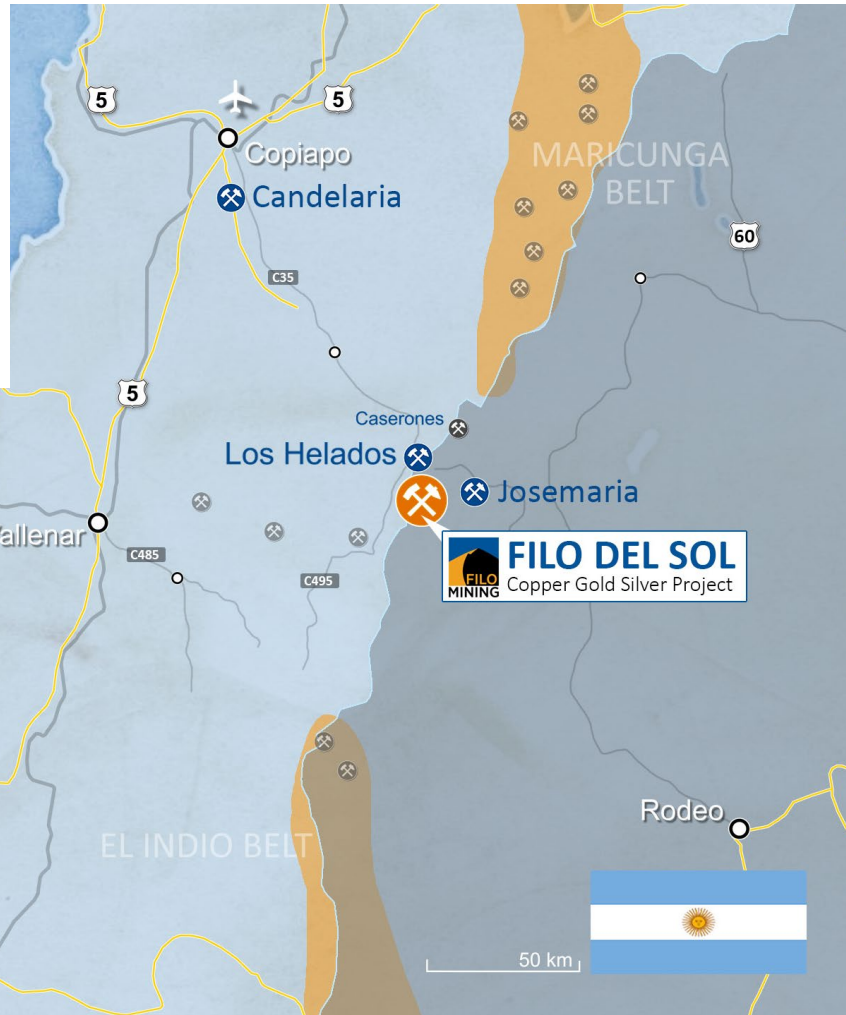 5
5
Copiapo
MARICUNGA
BELT
Candelaria
60
C35
5
Caserones
Los Helados
Josemaria
allenar
C485
C495
FILO
MINING
FILO DEL SOL
Copper Gold Silver Project
Rodeo
EL INDIO BELT
50 km